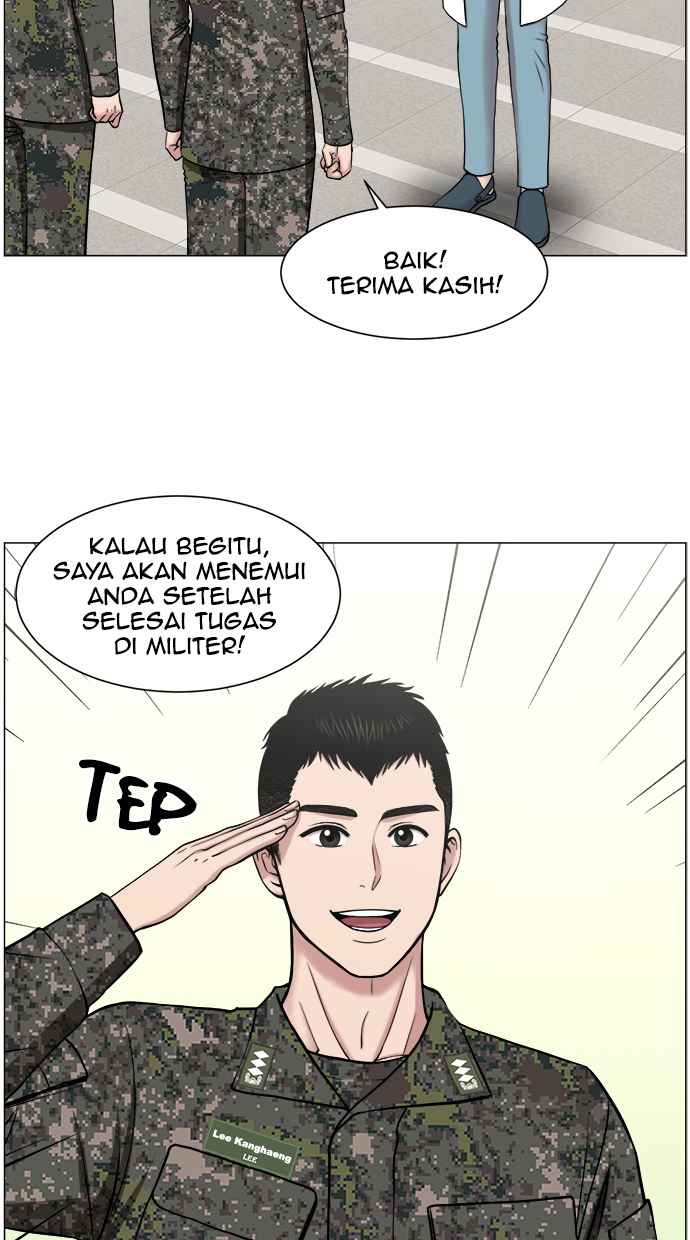 BAIK!
TERIMA KASIH!
KALAU BEGITU,
SAYA AKAN MENEMUI
ANDA SETELAH
SELESAI TUGAS
DI MILITER!
TEP
Lee Kanghaeng
LEE